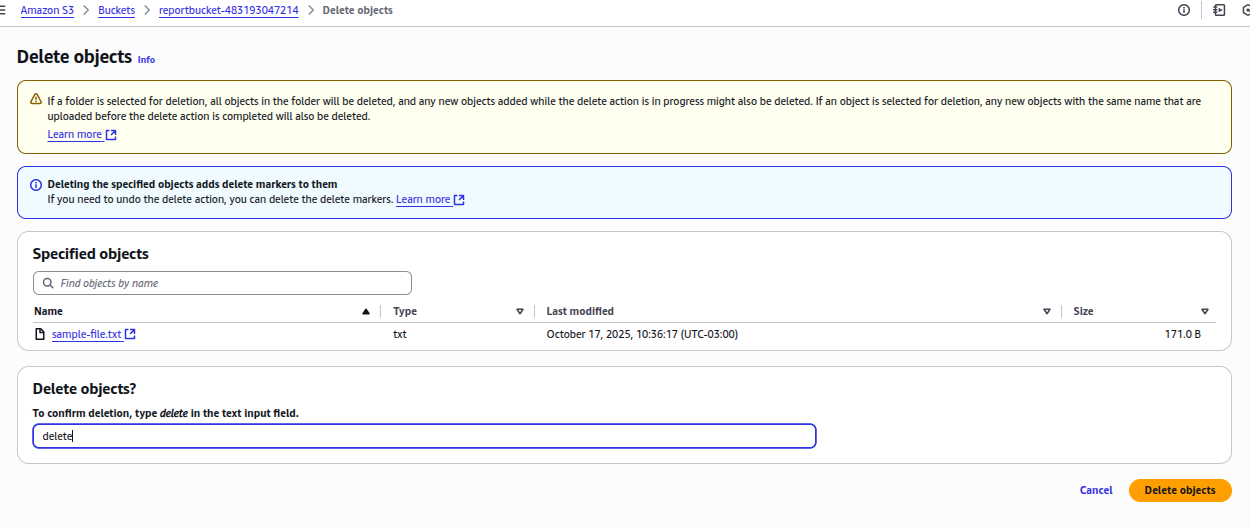 Amazon S3 > Buckets > reportbucket-483193047214 > Delete objects
Delete objects Info
If a folder is selected for deletion, all objects in the folder will be deleted, and any new objects added while the delete action is in progress might also be deleted. If an object is selected for deletion, any new objects with the same name that are
uploaded before the delete action is completed will also be deleted.
Learn more
Deleting the specified objects adds delete markers to them
If you need to undo the delete action, you can delete the delete markers. Learn more
Specified objects
Find objects by name
Name Type Last modified Size
sample-file.txt txt October 17, 2025, 10:36:17 (UTC-03:00) 171.0 B
Delete objects?
To confirm deletion, type delete in the text input field.
delete
Cancel Delete objects